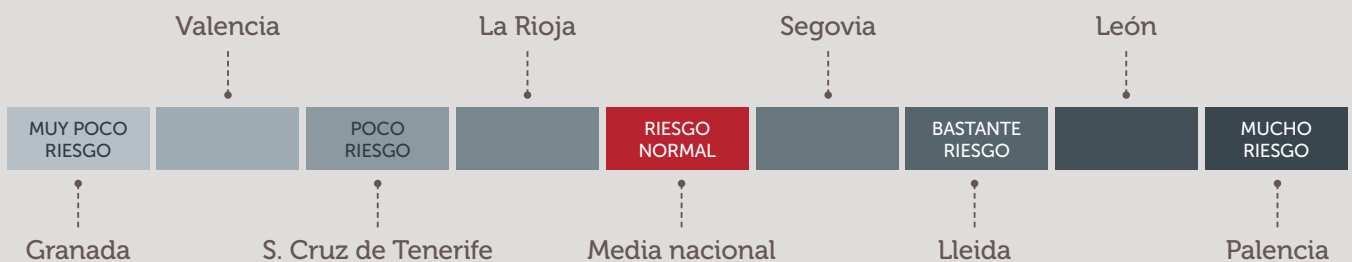 Valencia
La Rioja
Segovia
León
MUY POCO
RIESGO
POCO
RIESGO
RIESGO
NORMAL
BASTANTE
RIESGO
MUCHO
RIESGO
Granada
S. Cruz de Tenerife
Media nacional
Lleida
Palencia